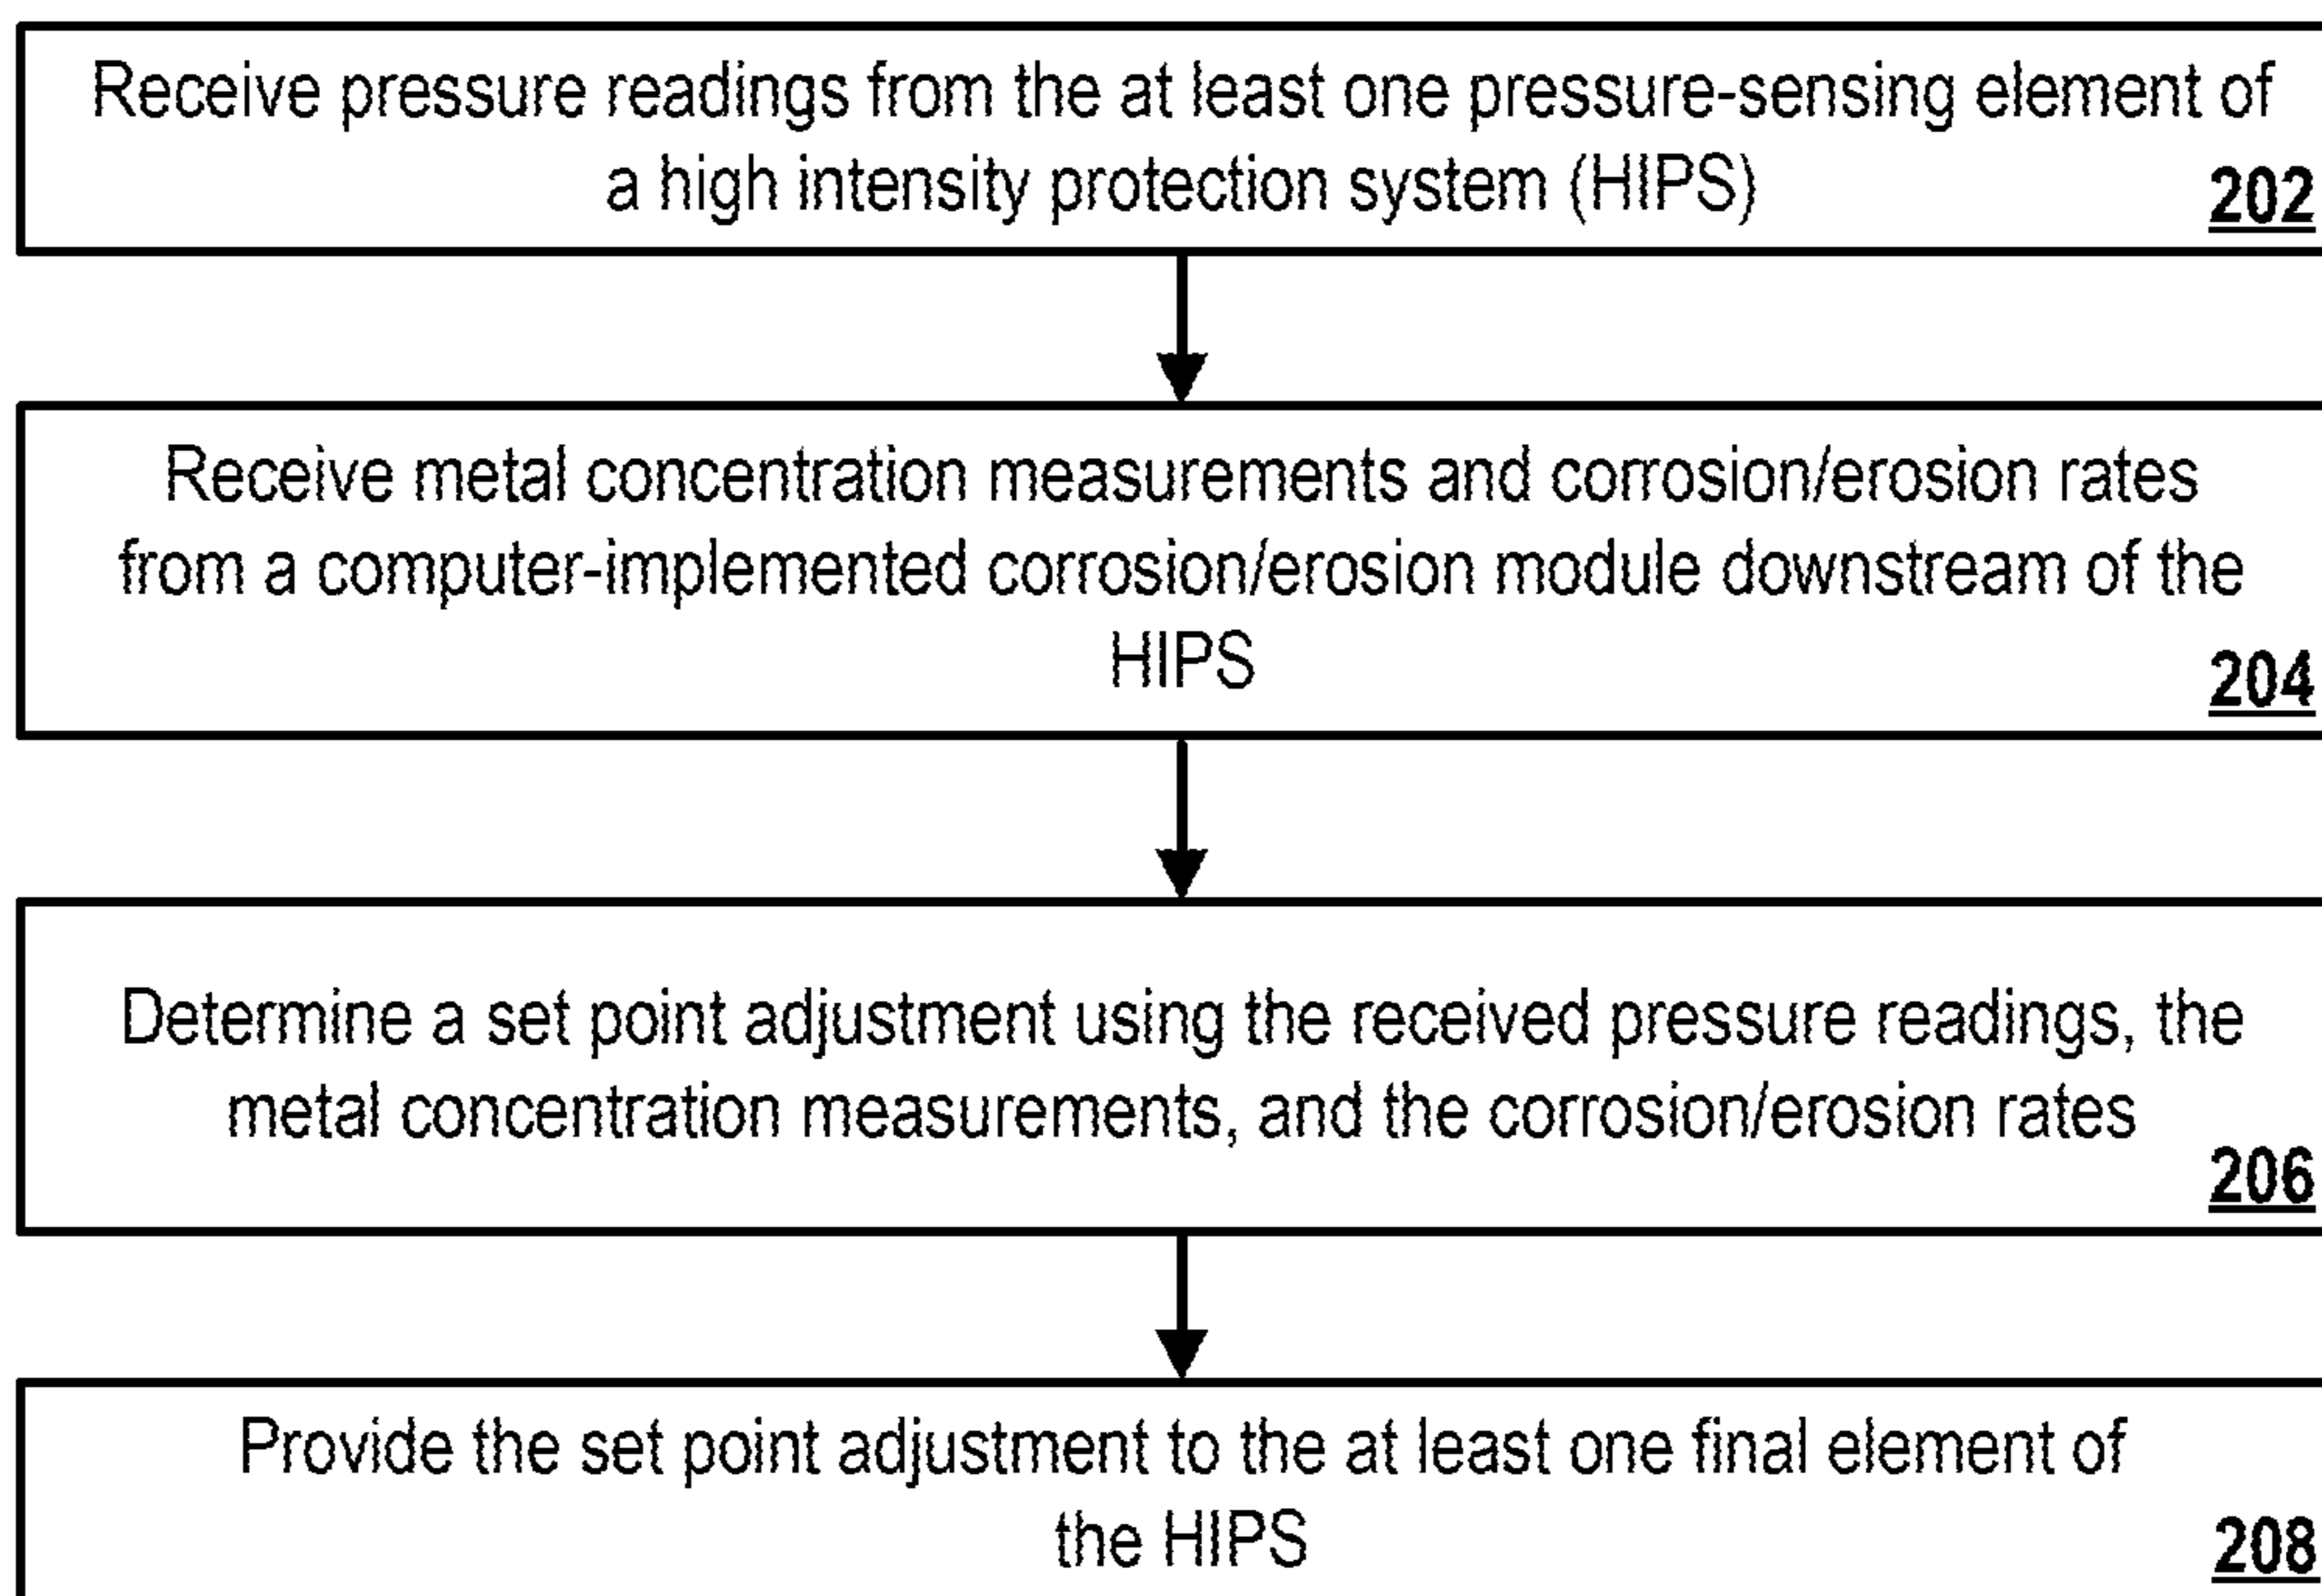 Receive pressure readings from the at least one pressure-sensing element of
a high intensity protection system (HIPS)
202
Receive metal concentration measurements and corrosion/erosion rates
from a computer-implemented corrosion/erosion module downstream of the
HIPS
204
Determine a set point adjustment using the received pressure readings, the
metal concentration measurements, and the corrosion/erosion rates
206
Provide the set point adjustment to the at least one final element of
the HIPS
208